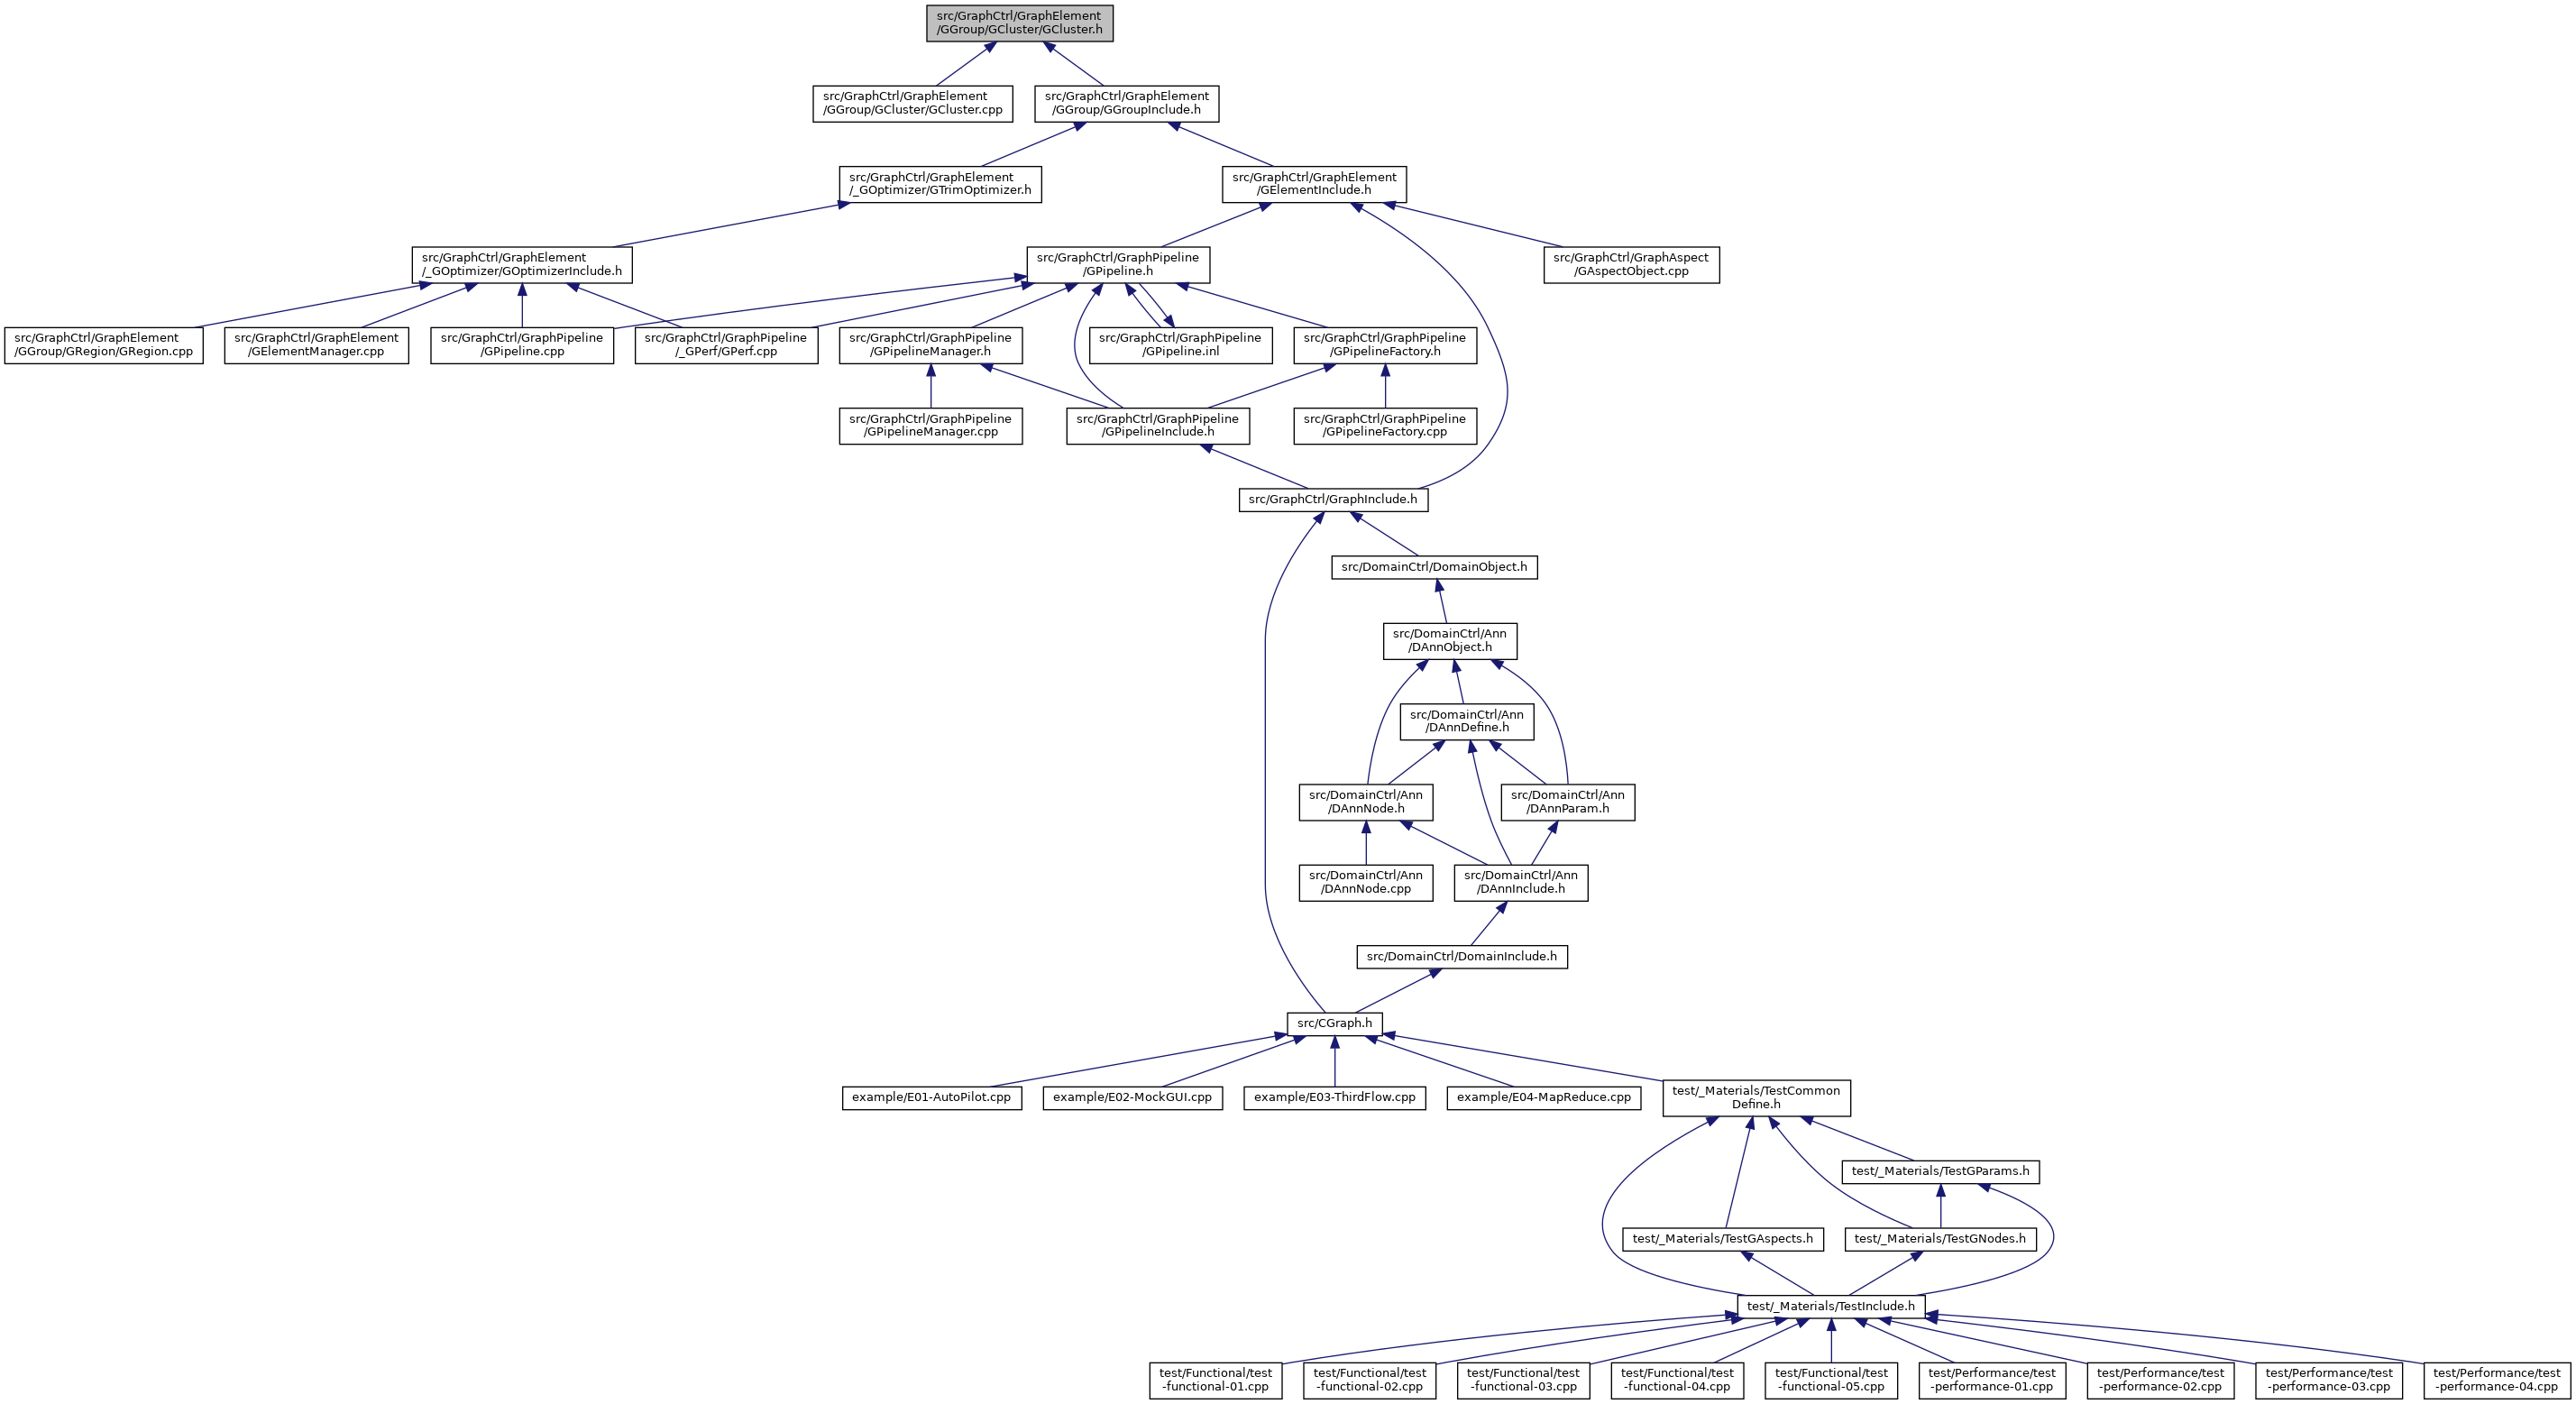 src/GraphCtrl/GraphElement
/GGroup/GCluster/GCluster.h
src/GraphCtrl/GraphElement
/GGroup/GCluster/GCluster.cpp
src/GraphCtrl/GraphElement
/GGroup/GGroupInclude.h
src/GraphCtrl/GraphElement
/_GOptimizer/GTrimOptimizer.h
src/GraphCtrl/GraphElement
/GElementInclude.h
src/GraphCtrl/GraphElement
/_GOptimizer/GOptimizerInclude.h
src/GraphCtrl/GraphPipeline
/GPipeline.h
src/GraphCtrl/GraphAspect
/GAspectObject.cpp
src/GraphCtrl/GraphElement
/GGroup/GRegion/GRegion.cpp
src/GraphCtrl/GraphElement
/GElementManager.cpp
src/GraphCtrl/GraphPipeline
/GPipeline.cpp
src/GraphCtrl/GraphPipeline
/_GPerf/GPerf.cpp
src/GraphCtrl/GraphPipeline
/GPipelineManager.h
src/GraphCtrl/GraphPipeline
/GPipeline.inl
src/GraphCtrl/GraphPipeline
/GPipelineFactory.h
src/GraphCtrl/GraphPipeline
/GPipelineManager.cpp
src/GraphCtrl/GraphPipeline
/GPipelineInclude.h
src/GraphCtrl/GraphPipeline
/GPipelineFactory.cpp
src/GraphCtrl/GraphInclude.h
src/DomainCtrl/DomainObject.h
src/DomainCtrl/Ann
/DAnnObject.h
src/DomainCtrl/Ann
/DAnnDefine.h
src/DomainCtrl/Ann
/DAnnNode.h
src/DomainCtrl/Ann
/DAnnParam.h
src/DomainCtrl/Ann
/DAnnNode.cpp
src/DomainCtrl/Ann
/DAnnInclude.h
src/DomainCtrl/DomainInclude.h
src/CGraph.h
example/E01-AutoPilot.cpp
example/E02-MockGUI.cpp
example/E03-ThirdFlow.cpp
example/E04-MapReduce.cpp
test/_Materials/TestCommon
Define.h
test/_Materials/TestGParams.h
test/_Materials/TestGAspects.h
test/_Materials/TestGNodes.h
test/_Materials/TestInclude.h
test/Functional/test
-functional-01.cpp
test/Functional/test
-functional-02.cpp
test/Functional/test
-functional-03.cpp
test/Functional/test
-functional-04.cpp
test/Functional/test
-functional-05.cpp
test/Performance/test
-performance-01.cpp
test/Performance/test
-performance-02.cpp
test/Performance/test
-performance-03.cpp
test/Performance/test
-performance-04.cpp